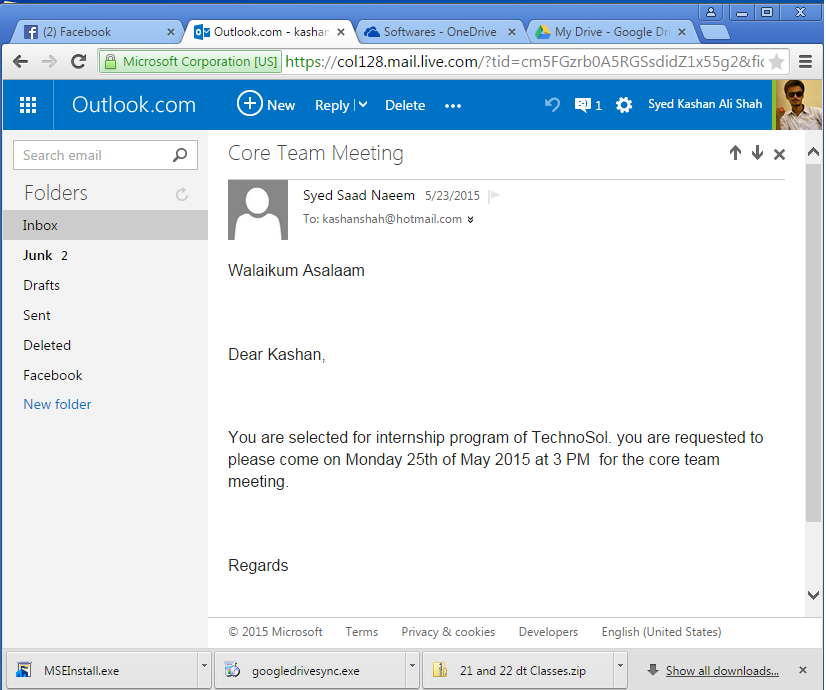 (2) Facebook
Outlook.com - kashan
Softwares - OneDrive
My Drive - Google Dri
Microsoft Corporation [US]
https://col128.mail.live.com/?tid=cm5FGzrb0A5RGSsdidZ1x55g2&fic
Outlook.com
New
Reply
Delete
1
Syed Kashan Ali Shah
Search email
Core Team Meeting
Folders
Syed Saad Naeem 5/23/2015
To: kashanshah@hotmail.com
Inbox
Junk 2
Drafts
Sent
Deleted
Facebook
New folder
Walaikum Asalaam
Dear Kashan,
You are selected for internship program of TechnoSol. you are requested to
please come on Monday 25th of May 2015 at 3 PM  for the core team
meeting.
Regards
© 2015 Microsoft Terms Privacy & cookies Developers English (United States)
MSEInstall.exe
googledrivesync.exe
21 and 22 dt Classes.zip
Show all downloads...